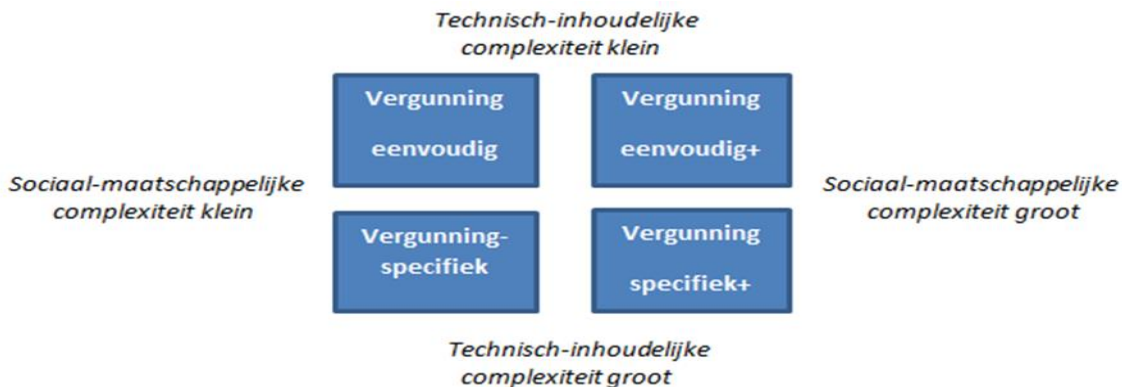 Technisch-inhoudelijke
complexiteit klein
Vergunning
eenvoudig
Vergunning
eenvoudig+
Sociaal-maatschappelijke
complexiteit klein
Sociaal-maatschappelijke
complexiteit groot
Vergunning-
specifiek
Vergunning
specifiek+
Technisch-inhoudelijke
complexiteit groot